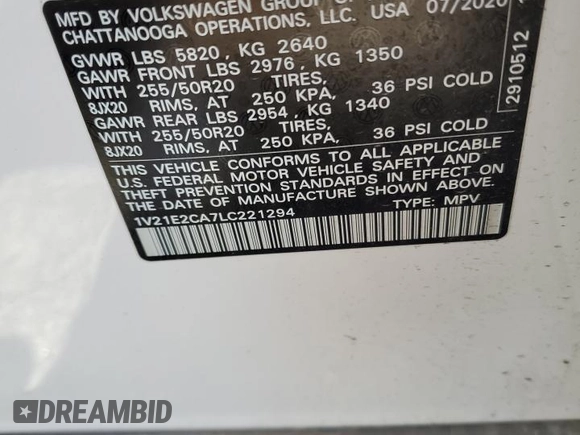 MFD BY VOLKSWAGEN GROUP OF
CHATTANOOGA OPERATIONS, LLC. USA 07/2020
GVWR LBS 5820 , KG 2640
GAWR FRONT LBS 2976 , KG 1350
WITH 255/50R20 TIRES,
8JX20 RIMS, AT 250 KPA, 36 PSI COLD
GAWR REAR LBS 2954 , KG 1340
WITH 255/50R20 TIRES,
8JX20 RIMS, AT 250 KPA, 36 PSI COLD
THIS VEHICLE CONFORMS TO ALL APPLICABLE
U.S. FEDERAL MOTOR VEHICLE SAFETY AND
THEFT PREVENTION STANDARDS IN EFFECT ON
THE DATE OF MANUFACTURE SHOWN ABOVE.
1V21E2CA7LC221294 TYPE: MPV
2910512
DREAMBID